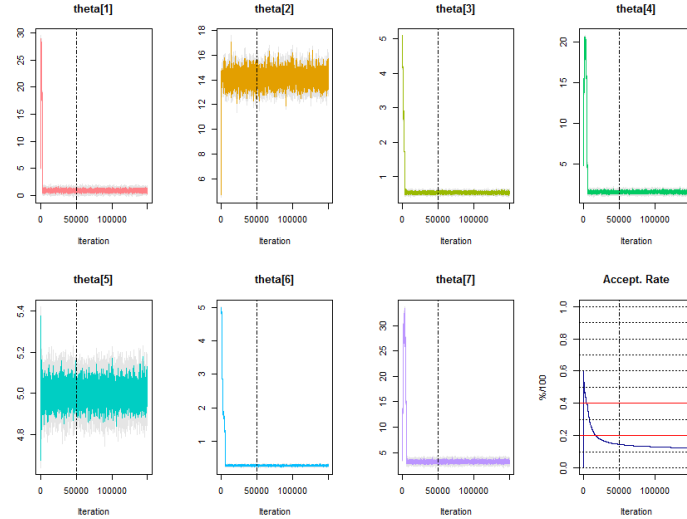 theta[1]
theta[2]
theta[3]
theta[4]
30
25
20
15
10
5
0
18
16
14
12
10
8
6
5
4
3
2
1
20
15
10
5
0 50000 100000
0 50000 100000
0 50000 100000
0 50000 100000
Iteration
Iteration
Iteration
Iteration
theta[5]
theta[6]
theta[7]
Accept. Rate
5.4
5.2
5.0
4.8
5
4
3
2
1
30
25
20
15
10
5
%/100
1.0
0.8
0.6
0.4
0.2
0.0
0 50000 100000
0 50000 100000
0 50000 100000
0 50000 100000
Iteration
Iteration
Iteration
Iteration